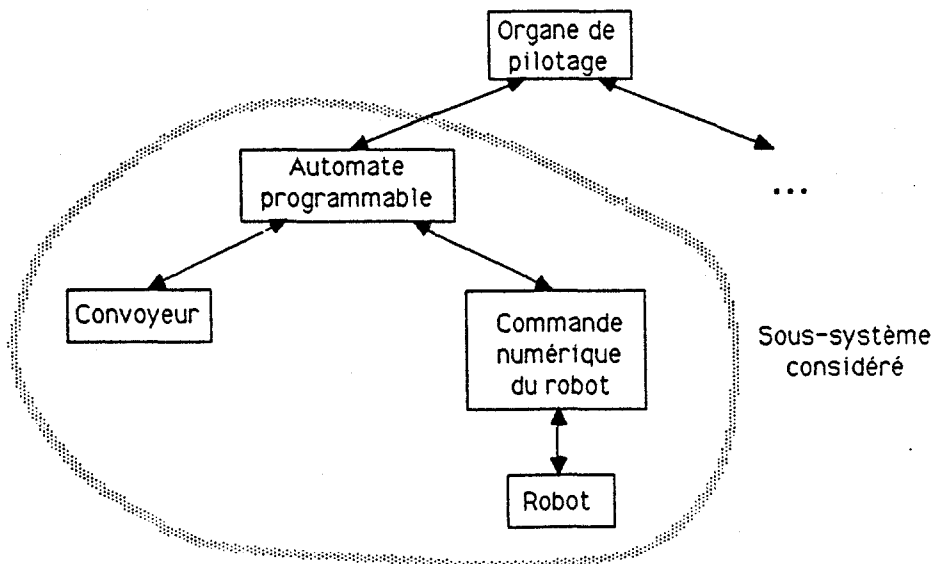 Organe de
pilotage
Automate
programmable
...
Convoyeur
Commande
numérique
du robot
Sous-système
considéré
Robot